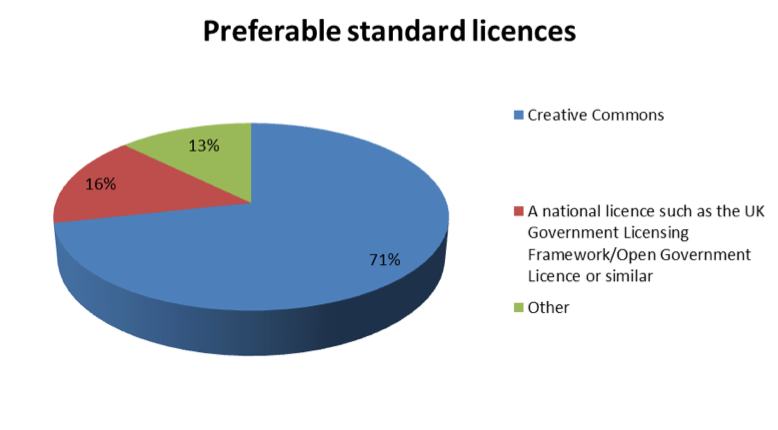 Preferable standard licences
13%
16%
71%
Creative Commons
A national licence such as the UK
Government Licensing
Framework/Open Government
Licence or similar
Other